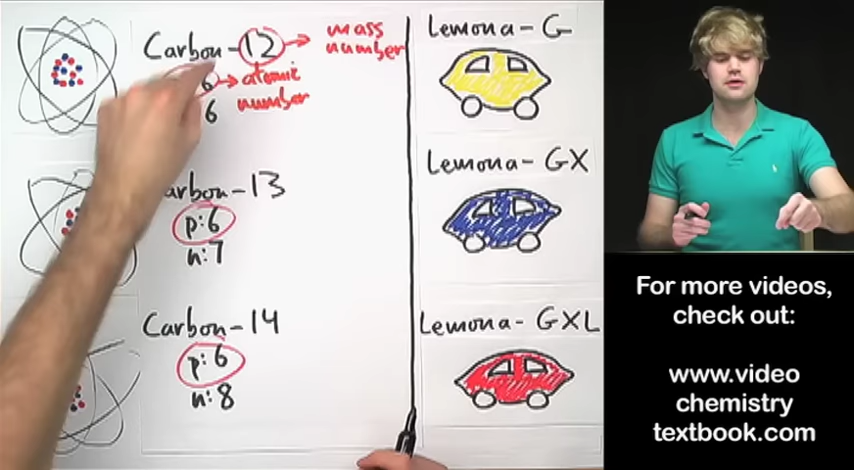 Carbon-12 → mass
number
6 → atomic
number
6
Carbon-13
p:6
n:7
Carbon-14
p:6
n:8
Lemona-G
Lemona-GX
Lemona-GXL
For more videos,
check out:
www.video
chemistry
textbook.com